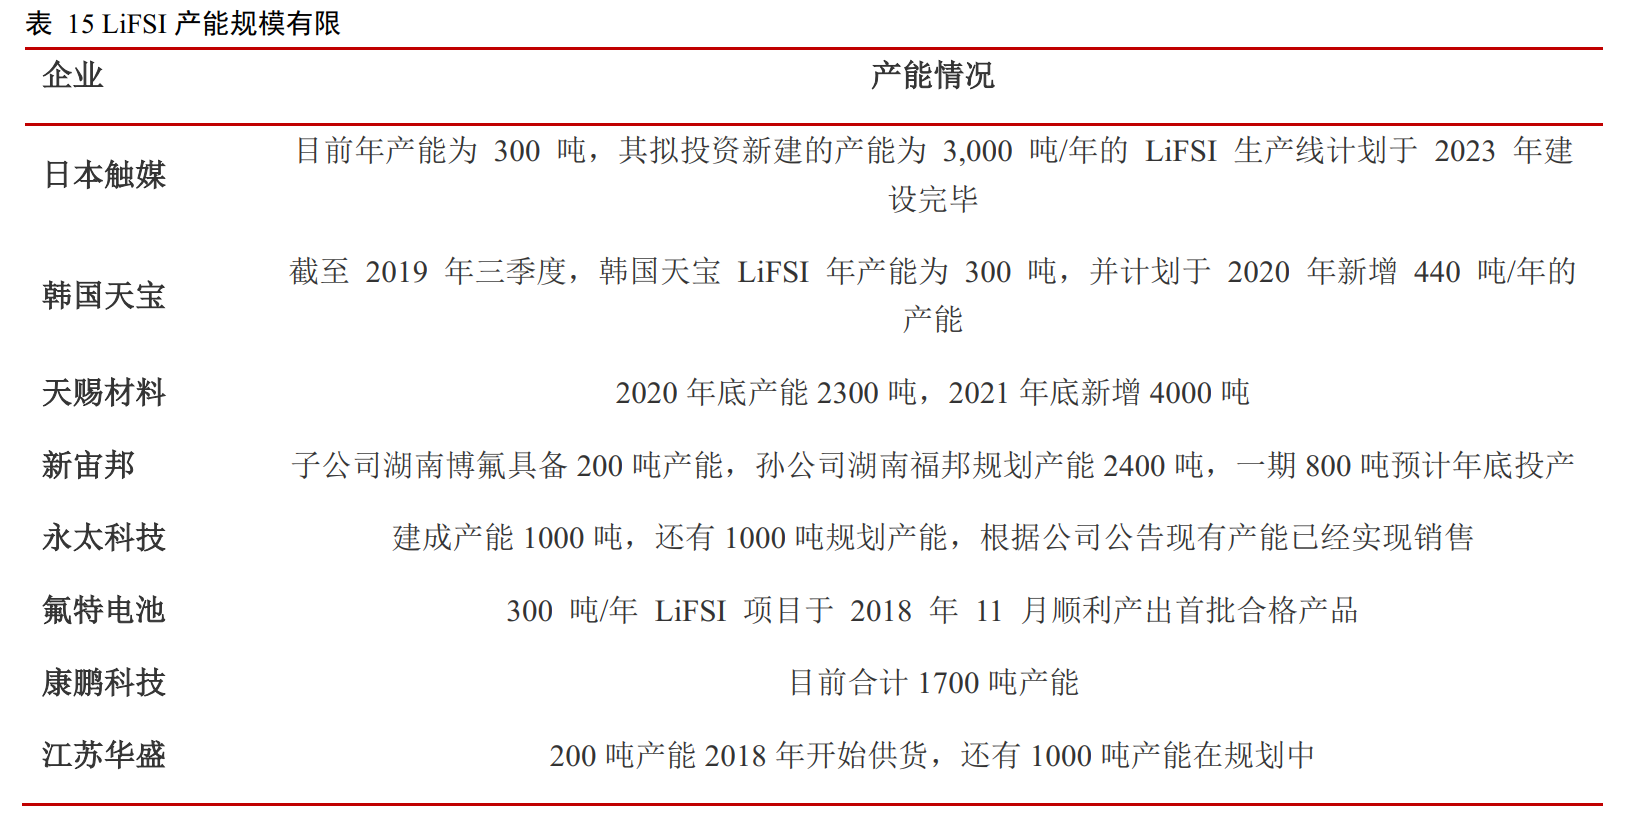 表 15 LiFSI 产能规模有限
企业 产能情况
日本触媒 目前年产能为 300 吨，其拟投资新建的产能为 3,000 吨/年的 LiFSI 生产线计划于 2023 年建
设完毕
韩国天宝 截至 2019 年三季度，韩国天宝 LiFSI 年产能为 300 吨，并计划于 2020 年新增 440 吨/年的
产能
天赐材料 2020 年底产能 2300 吨，2021 年底新增 4000 吨
新宙邦 子公司湖南博氟具备 200 吨产能，孙公司湖南福邦规划产能 2400 吨，一期 800 吨预计年底投产
永太科技 建成产能 1000 吨，还有 1000 吨规划产能，根据公司公告现有产能已经实现销售
氟特电池 300 吨/年 LiFSI 项目于 2018 年 11 月顺利产出首批合格产品
康鹏科技 目前合计 1700 吨产能
江苏华盛 200 吨产能 2018 年开始供货，还有 1000 吨产能在规划中